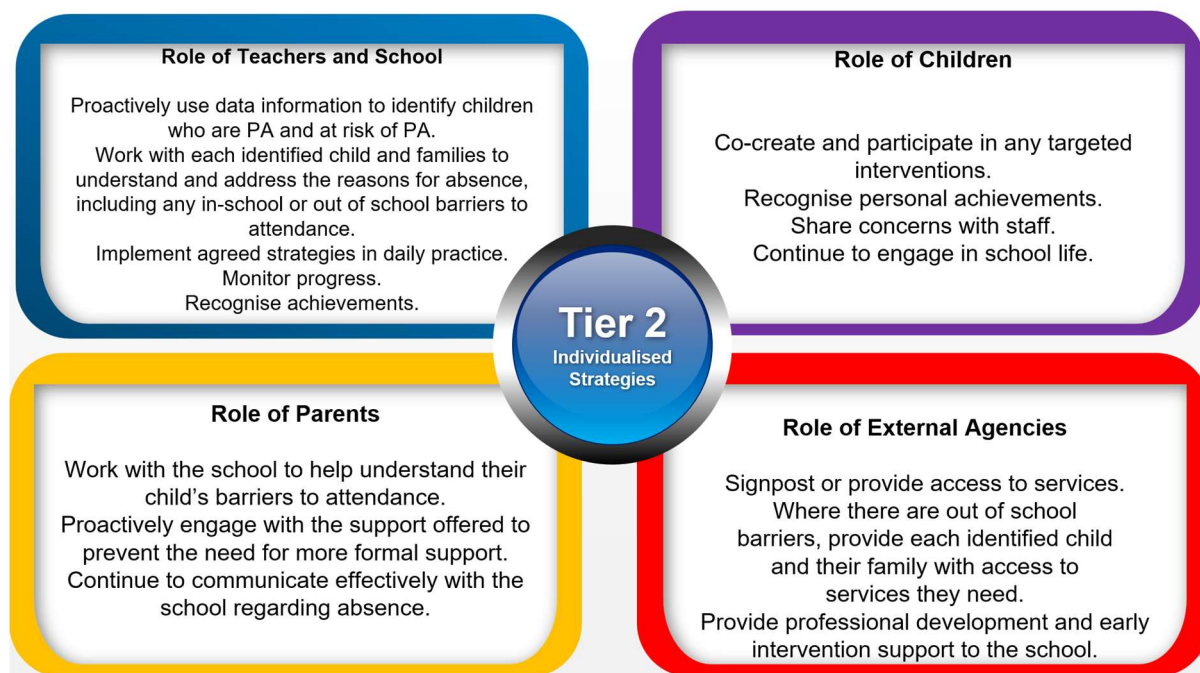 Role of Teachers and School
Proactively use data information to identify children
who are PA and at risk of PA.
Work with each identified child and families to
understand and address the reasons for absence,
including any in-school or out of school barriers to
attendance.
Implement agreed strategies in daily practice.
Monitor progress.
Recognise achievements.
Role of Children
Co-create and participate in any targeted
interventions.
Recognise personal achievements.
Share concerns with staff.
Continue to engage in school life.
Tier 2
Individualised
Strategies
Role of Parents
Work with the school to help understand their
child’s barriers to attendance.
Proactively engage with the support offered to
prevent the need for more formal support.
Continue to communicate effectively with the
school regarding absence.
Role of External Agencies
Signpost or provide access to services.
Where there are out of school
barriers, provide each identified child
and their family with access to
services they need.
Provide professional development and early
intervention support to the school.